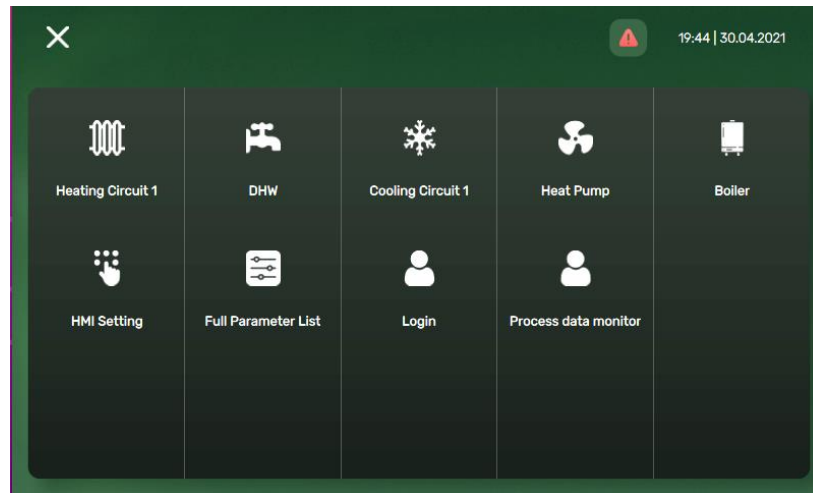 19:44 | 30.04.2021
Heating Circuit 1
DHW
Cooling Circuit 1
Heat Pump
Boiler
HMI Setting
Full Parameter List
Login
Process data monitor